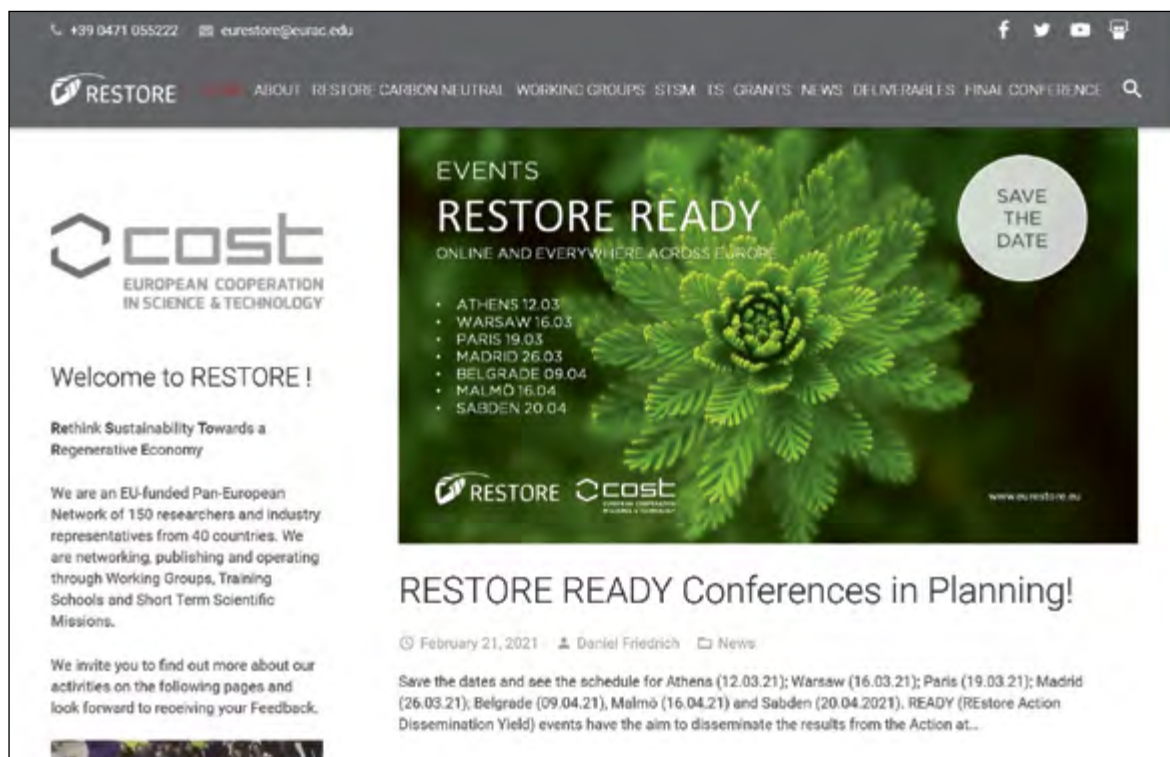 +39 0471 055222 eurestore@eurac.edu
RESTORE HOME ABOUT RESTORE CARBON NEUTRAL WORKING GROUPS STSM TS GRANTS NEWS DELIVERABLES FINAL CONFERENCE
cost
EUROPEAN COOPERATION
IN SCIENCE & TECHNOLOGY
Welcome to RESTORE !
Rethink Sustainability Towards a
Regenerative Economy
We are an EU-funded Pan-European
Network of 150 researchers and industry
representatives from 40 countries. We
are networking, publishing and operating
through Working Groups, Training
Schools and Short Term Scientific
Missions.
We invite you to find out more about our
activities on the following pages and
look forward to receiving your Feedback.
EVENTS
RESTORE READY
ONLINE AND EVERYWHERE ACROSS EUROPE
• ATHENS 12.03
• WARSAW 16.03
• PARIS 19.03
• MADRID 26.03
• BELGRADE 09.04
• MALMÖ 16.04
• SABDEN 20.04
SAVE
THE
DATE
RESTORE cost
EUROPEAN COOPERATION
IN SCIENCE & TECHNOLOGY
www.eurestore.eu
RESTORE READY Conferences in Planning!
February 21, 2021 Daniel Friedrich News
Save the dates and see the schedule for Athens (12.03.21); Warsaw (16.03.21); Paris (19.03.21); Madrid
(26.03.21); Belgrade (09.04.21), Malmö (16.04.21) and Sabden (20.04.2021). READY (REstore Action
Dissemination Yield) events have the aim to disseminate the results from the Action at...